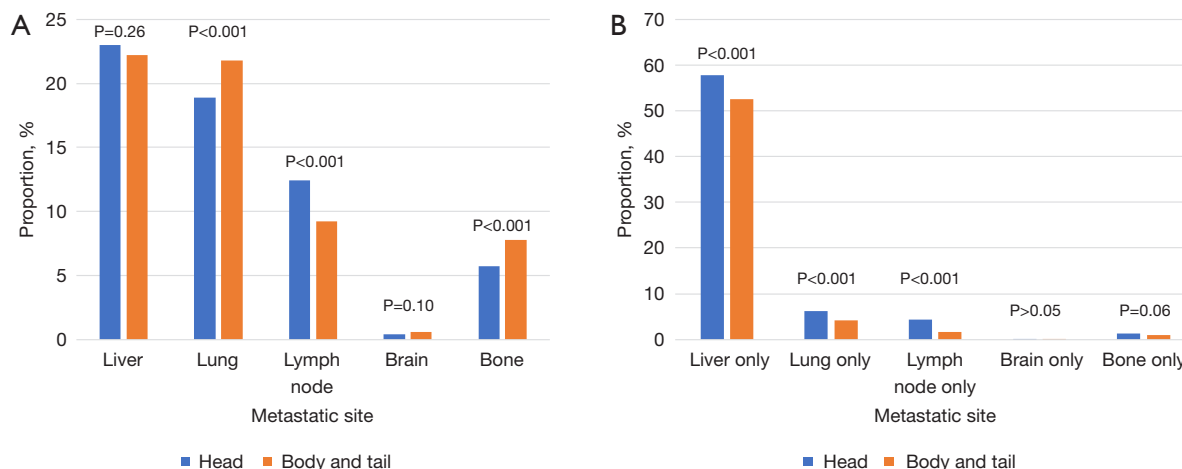 A
25
20
15
10
5
0
Proportion, %
P=0.26
P<0.001
P<0.001
P=0.10
P<0.001
Liver
Lung
Lymph
node
Brain
Bone
Metastatic site
Head
Body and tail
B
70
60
50
40
30
20
10
0
Proportion, %
P<0.001
P<0.001
P<0.001
P>0.05
P=0.06
Liver only
Lung only
Lymph
node only
Brain only
Bone only
Metastatic site
Head
Body and tail